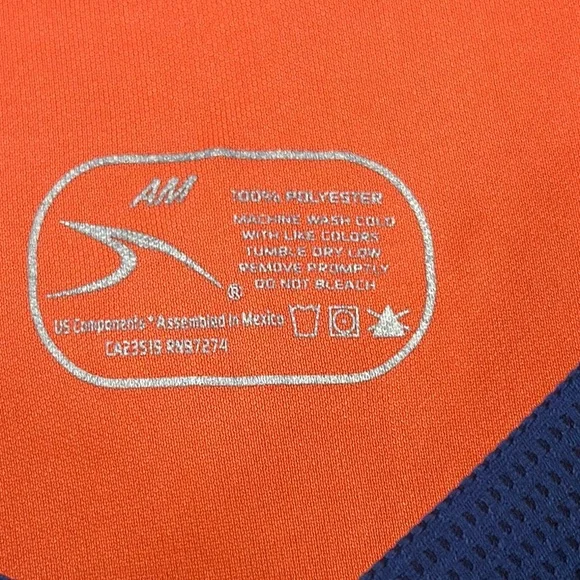 AM
100% POLYESTER
MACHINE WASH COLD
WITH LIKE COLORS
TUMBLE DRY LOW
REMOVE PROMPTLY
DO NOT BLEACH
®
US Components * Assembled In Mexico
CA23519 RN97274